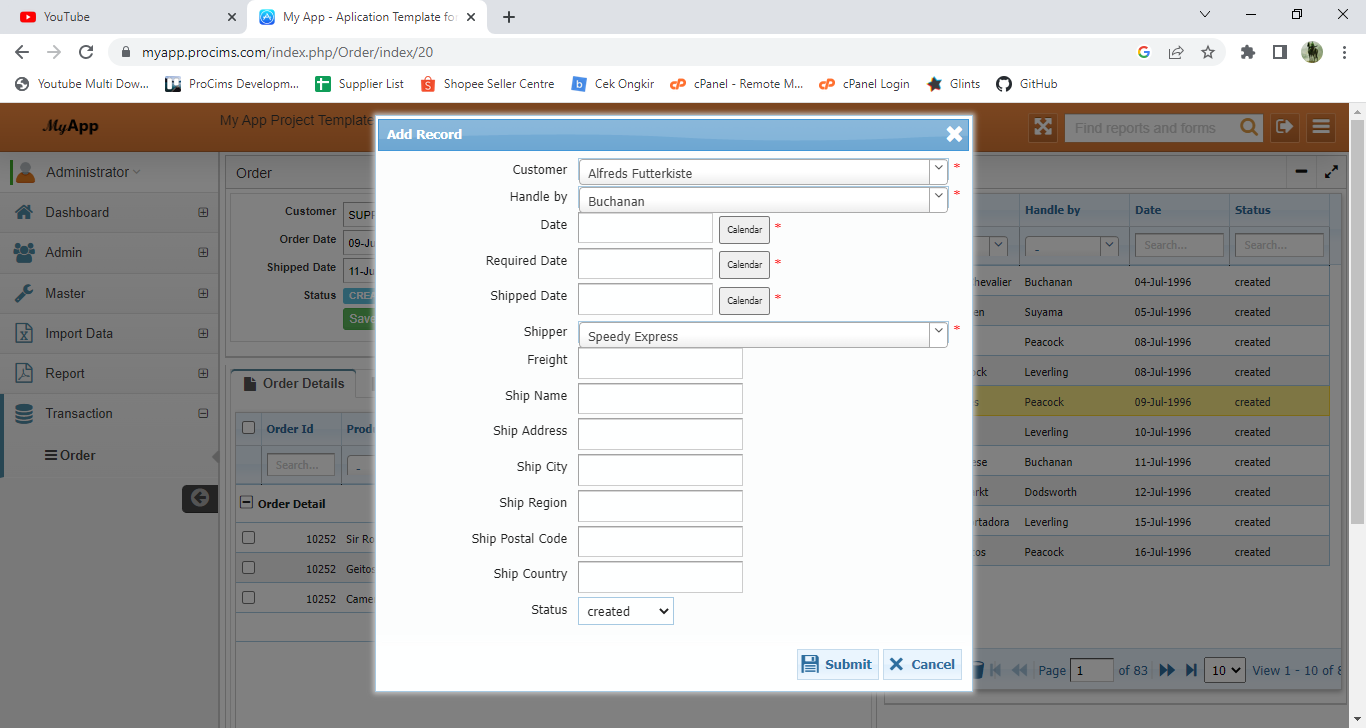 YouTube
My App - Aplication Template for
myapp.procims.com/index.php/Order/index/20
Youtube Multi Dow... ProCims Developm... Supplier List Shopee Seller Centre Cek Ongkir cPanel - Remote M... cPanel Login Glints GitHub
MyApp
My App Project Template
Find reports and forms
Administrator
Dashboard
Admin
Master
Import Data
Report
Transaction
Order
Order
Customer SUPR
Order Date 09-Ju
Shipped Date 11-Ju
Status CREA
Save
Order Details
Order Id Prod
Search... -
Order Detail
10252 Sir Ro
10252 Geitos
10252 Came
Add Record
Customer Alfreds Futterkiste *
Handle by Buchanan *
Date Calendar *
Required Date Calendar *
Shipped Date Calendar *
Shipper Speedy Express *
Freight
Ship Name
Ship Address
Ship City
Ship Region
Ship Postal Code
Ship Country
Status created
Submit Cancel
Handle by Date Status
- Search... Search...
hevalier Buchanan 04-Jul-1996 created
en Suyama 05-Jul-1996 created
Peacock 08-Jul-1996 created
ck Leverling 08-Jul-1996 created
s Peacock 09-Jul-1996 created
Leverling 10-Jul-1996 created
ese Buchanan 11-Jul-1996 created
rkt Dodsworth 12-Jul-1996 created
rtadora Leverling 15-Jul-1996 created
os Peacock 16-Jul-1996 created
Page 1 of 83 10 View 1 - 10 of 8